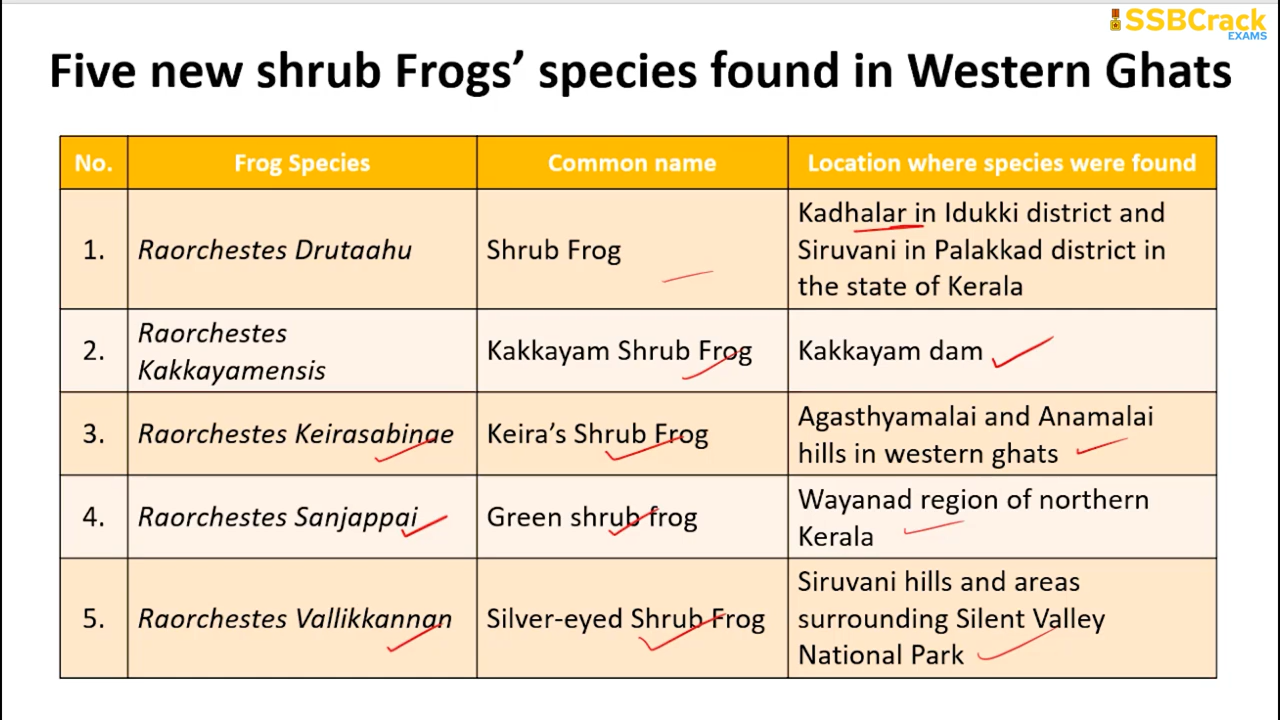 SSBCrack
EXAMS
Five new shrub Frogs’ species found in Western Ghats
No. Frog Species Common name Location where species were found
1. Raorchestes Drutaahu Shrub Frog Kadhalar in Idukki district and
Siruvani in Palakkad district in
the state of Kerala
2. Raorchestes
Kakkayamensis Kakkayam Shrub Frog Kakkayam dam
3. Raorchestes Keirasabinae Keira’s Shrub Frog Agasthyamalai and Anamalai
hills in western ghats
4. Raorchestes Sanjappai Green shrub frog Wayanad region of northern
Kerala
5. Raorchestes Vallikkannan Silver-eyed Shrub Frog Siruvani hills and areas
surrounding Silent Valley
National Park